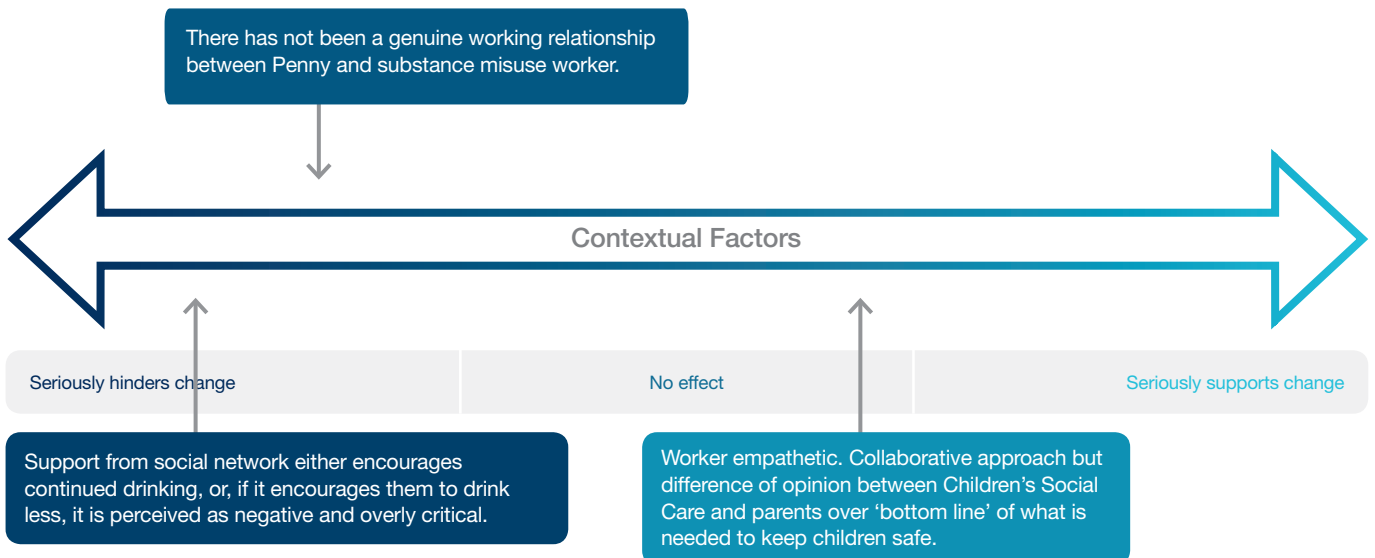 There has not been a genuine working relationship
between Penny and substance misuse worker.
Contextual Factors
Seriously hinders change
No effect
Seriously supports change
Support from social network either encourages
continued drinking, or, if it encourages them to drink
less, it is perceived as negative and overly critical.
Worker empathetic. Collaborative approach but
difference of opinion between Children’s Social
Care and parents over ‘bottom line’ of what is
needed to keep children safe.